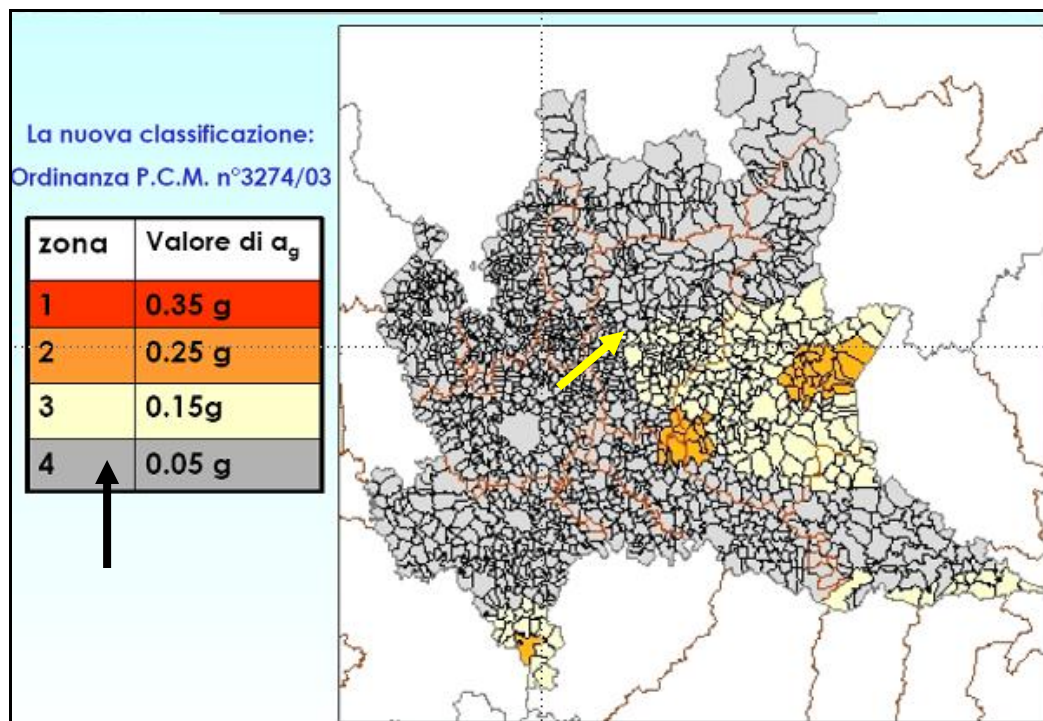 La nuova classificazione:
Ordinanza P.C.M. n°3274/03
zona Valore di ag
1 0.35 g
2 0.25 g
3 0.15g
4 0.05 g